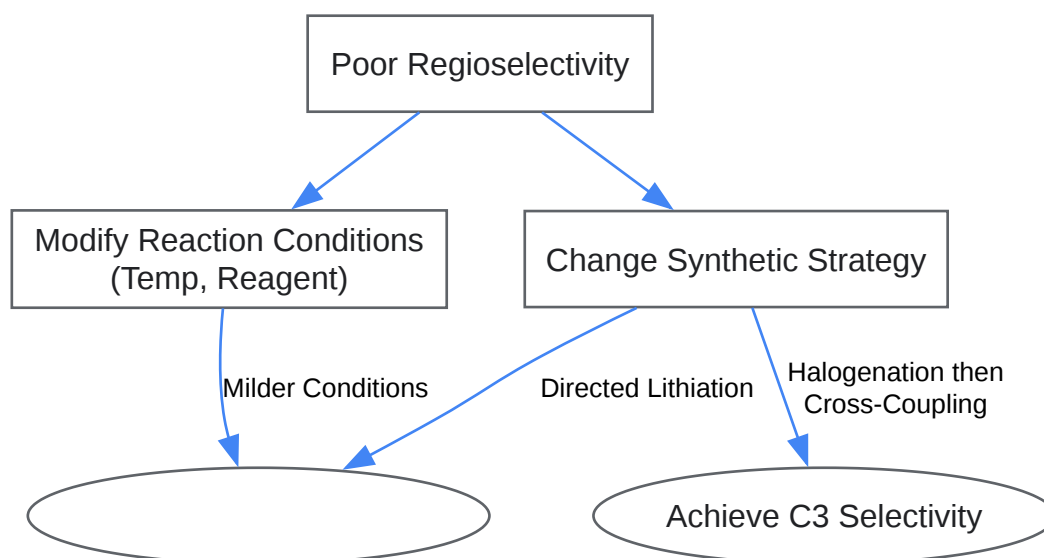 Poor Regioselectivity
Modify Reaction Conditions
(Temp, Reagent)
Change Synthetic Strategy
Milder Conditions
Directed Lithiation
Halogenation then
Cross-Coupling
Achieve C3 Selectivity